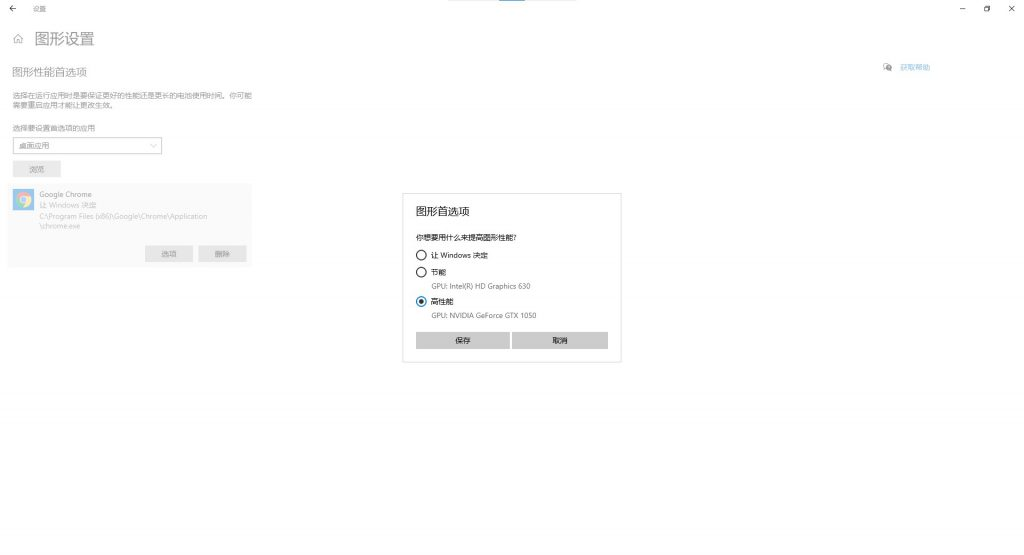 设置
图形设置
图形性能首选项
获取帮助
选择在运行应用时是要保证更好的性能还是更长的电池使用时间。你可能
需要重启应用才能让更改生效。
选择要设置首选项的应用
桌面应用
浏览
Google Chrome
让 Windows 决定
C:\Program Files (x86)\Google\Chrome\Application
\chrome.exe
选项
删除
图形首选项
你想要用什么来提高图形性能?
让 Windows 决定
节能
GPU: Intel(R) HD Graphics 630
高性能
GPU: NVIDIA GeForce GTX 1050
保存
取消